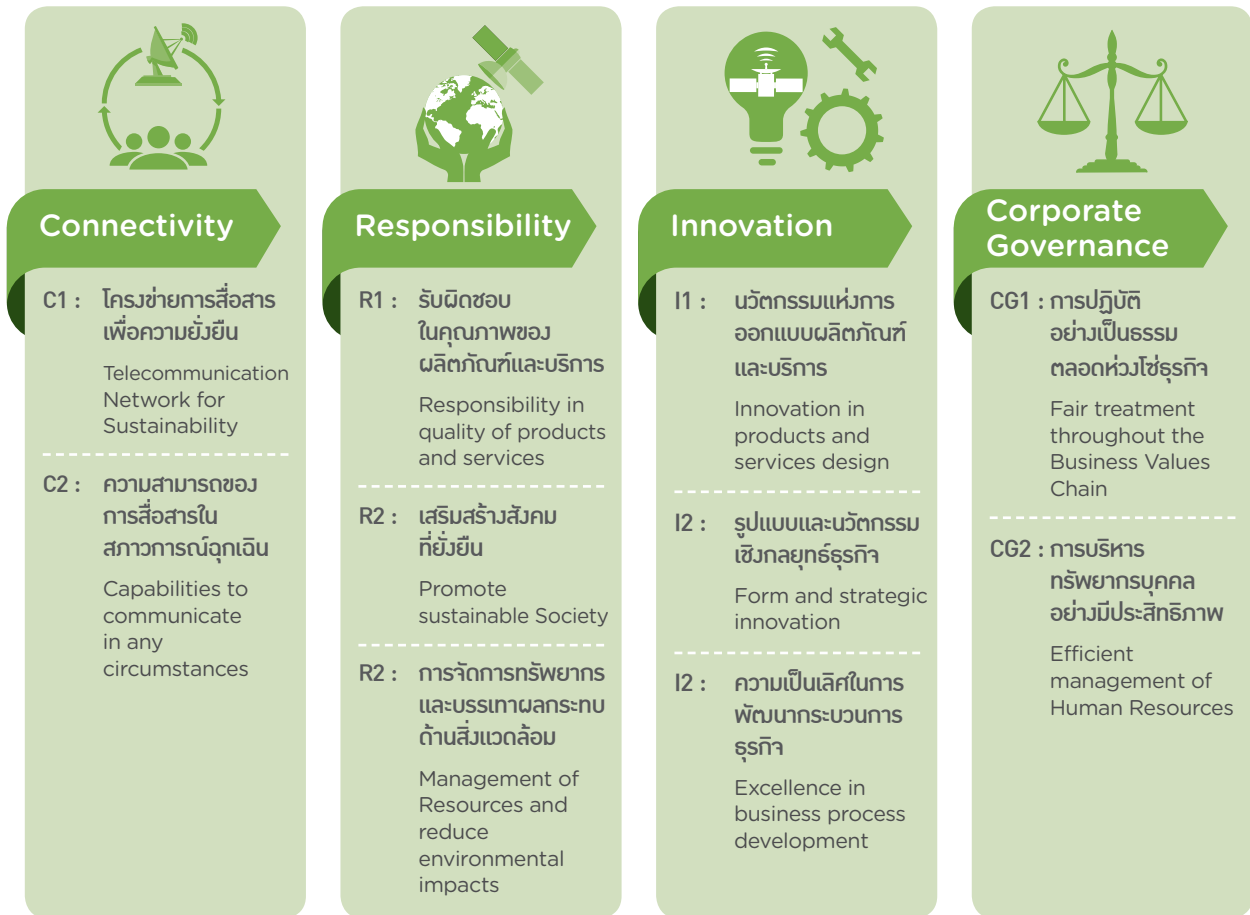 Connectivity
C1 : โครงข่ายการสื่อสาร
เพื่อความยั่งยืน
Telecommunication
Network for
Sustainability
C2 : ความสามารถของ
การสื่อสารใน
สภาวการณ์ฉุกเฉิน
Capabilities to
communicate
in any
circumstances
Responsibility
R1 : รับผิดชอบ
ในคุณภาพของ
ผลิตภัณฑ์และบริการ
Responsibility in
quality of products
and services
R2 : เสริมสร้างสังคม
ที่ยั่งยืน
Promote
sustainable Society
R2 : การจัดการทรัพยากร
และบรรเทาผลกระทบ
ด้านสิ่งแวดล้อม
Management of
Resources and
reduce
environmental
impacts
Innovation
I1 : นวัตกรรมแห่งการ
ออกแบบผลิตภัณฑ์
และบริการ
Innovation in
products and
services design
I2 : รูปแบบและนวัตกรรม
เชิงกลยุทธ์ธุรกิจ
Form and strategic
innovation
I2 : ความเป็นเลิศในการ
พัฒนากระบวนการ
ธุรกิจ
Excellence in
business process
development
Corporate
Governance
CG1 : การปฏิบัติ
อย่างเป็นธรรม
ตลอดห่วงโซ่ธุรกิจ
Fair treatment
throughout the
Business Values
Chain
CG2 : การบริหาร
ทรัพยากรบุคคล
อย่างมีประสิทธิภาพ
Efficient
management of
Human Resources